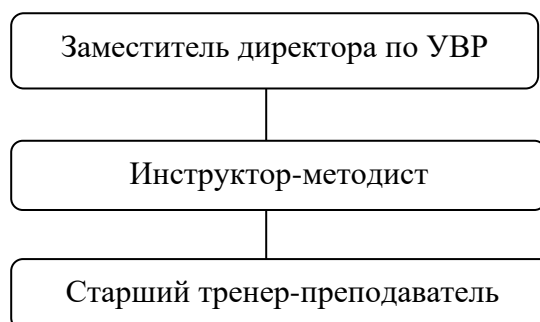 Заместитель директора по УВР
Инструктор-методист
Старший тренер-преподаватель